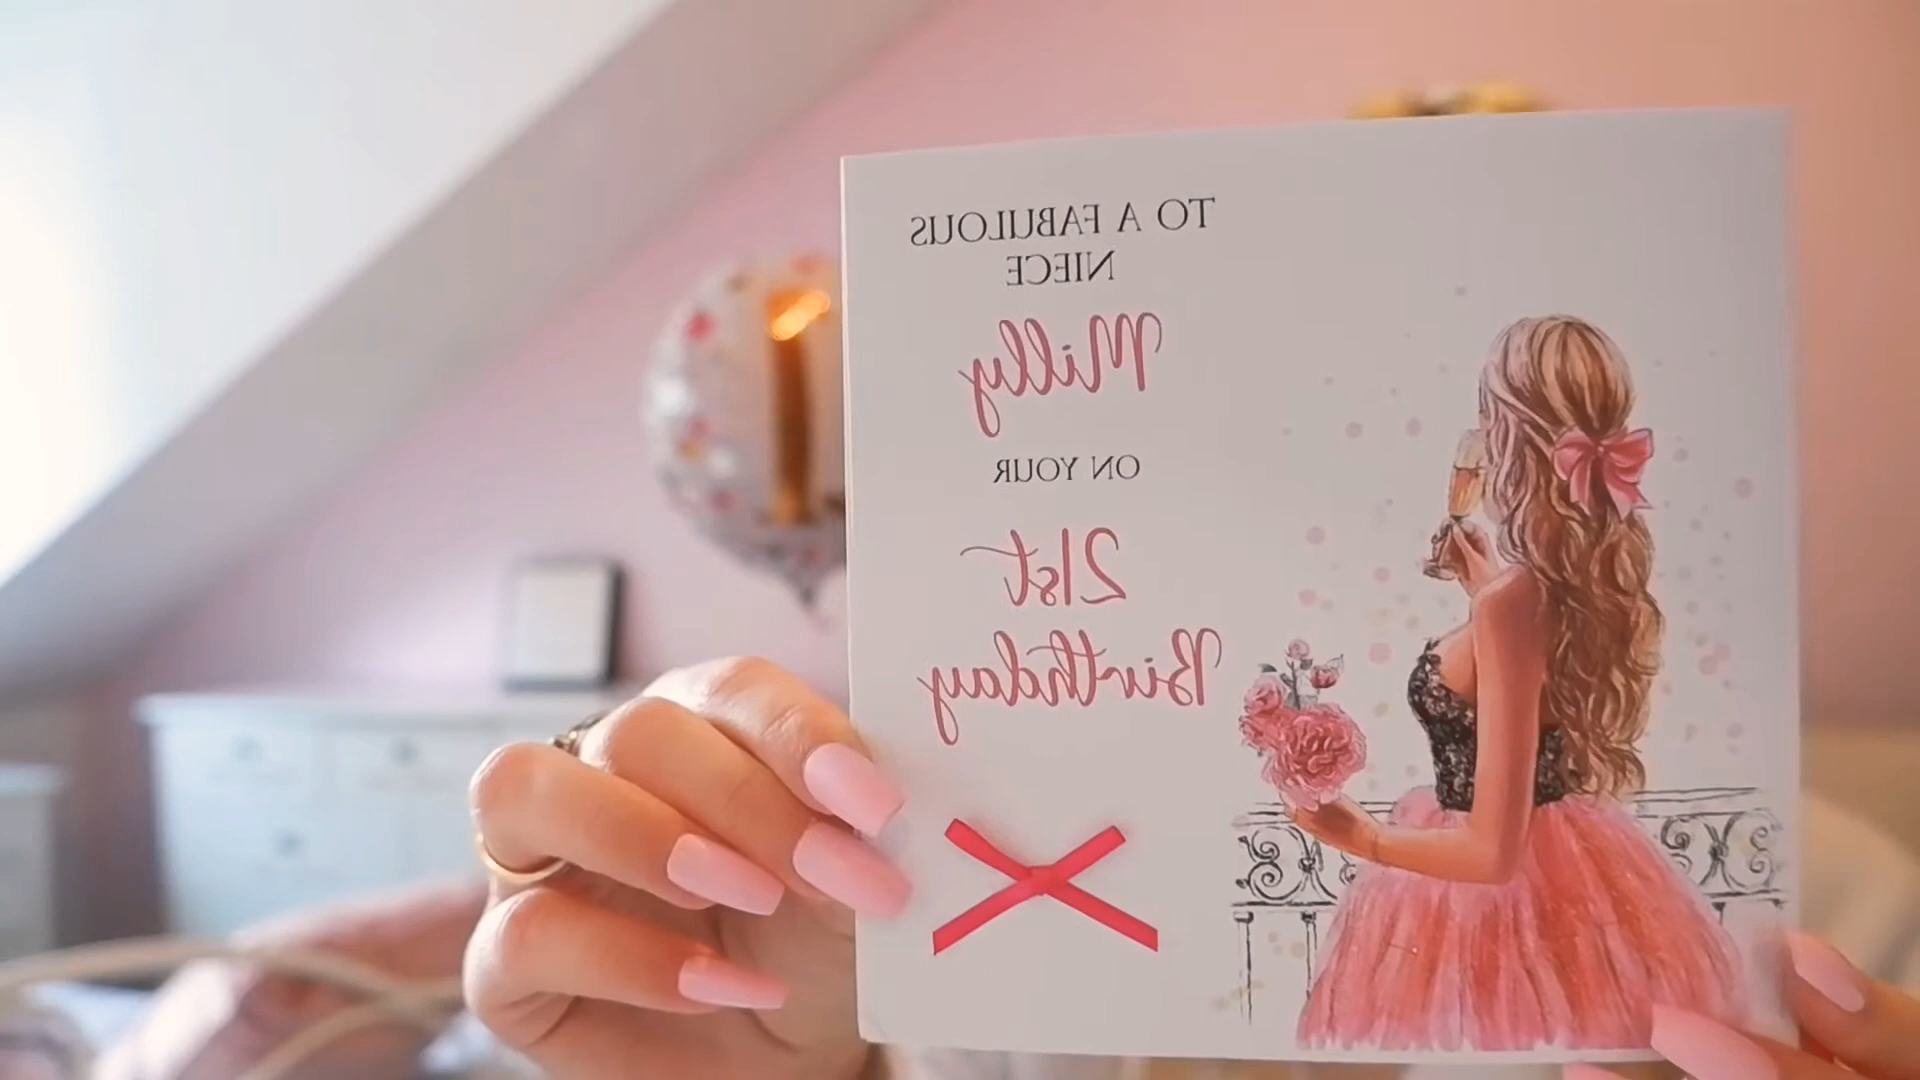 TO A FABULOUS
NIECE
Milly
ON YOUR
21st
Birthday